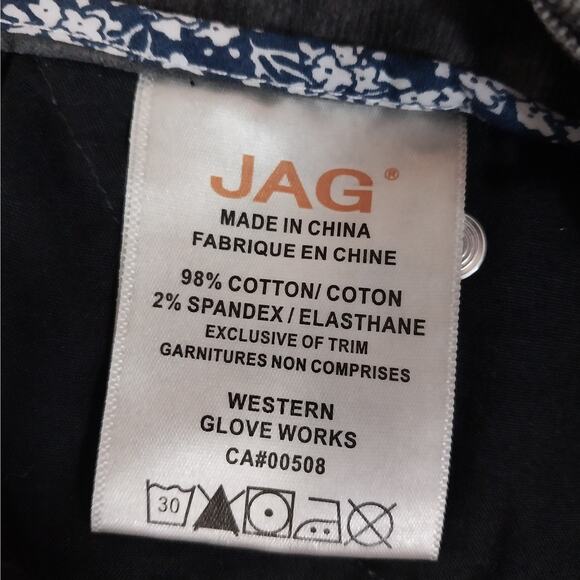 JAG®
MADE IN CHINA
FABRIQUE EN CHINE
98% COTTON/ COTON
2% SPANDEX / ELASTHANE
EXCLUSIVE OF TRIM
GARNITURES NON COMPRISES
WESTERN
GLOVE WORKS
CA#00508
30